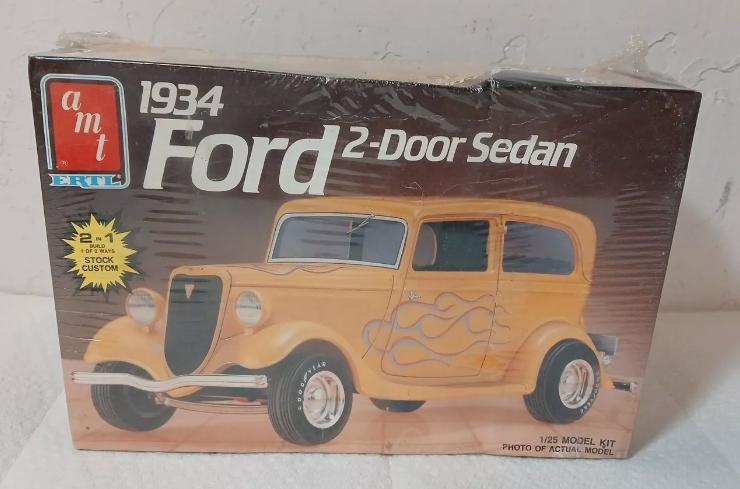 amt
®
ERTL
1934
Ford 2-Door Sedan
2 IN 1
BUILD
1 OF 2 WAYS
STOCK
CUSTOM
GOODYEAR
1/25 MODEL KIT
PHOTO OF ACTUAL MODEL